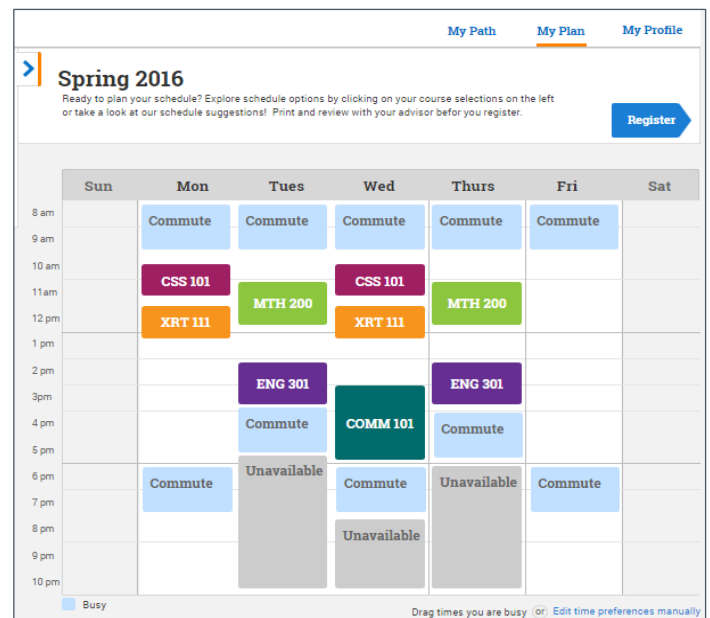 My Path My Plan My Profile
Spring 2016
Ready to plan your schedule? Explore schedule options by clicking on your course selections on the left
or take a look at our schedule suggestions! Print and review with your advisor befor you register.
Register
Sun Mon Tues Wed Thurs Fri Sat
8 am
Commute Commute Commute Commute Commute
9 am
10 am
CSS 101 CSS 101
11am
MTH 200 MTH 200
12 pm
XRT 111 XRT 111
1 pm
2 pm
ENG 301 ENG 301
3pm
4 pm
Commute COMM 101 Commute
5 pm
Unavailable
6 pm
Commute Commute Unavailable Commute
7 pm
8 pm
Unavailable
9 pm
10 pm
Busy
Drag times you are busy or Edit time preferences manually